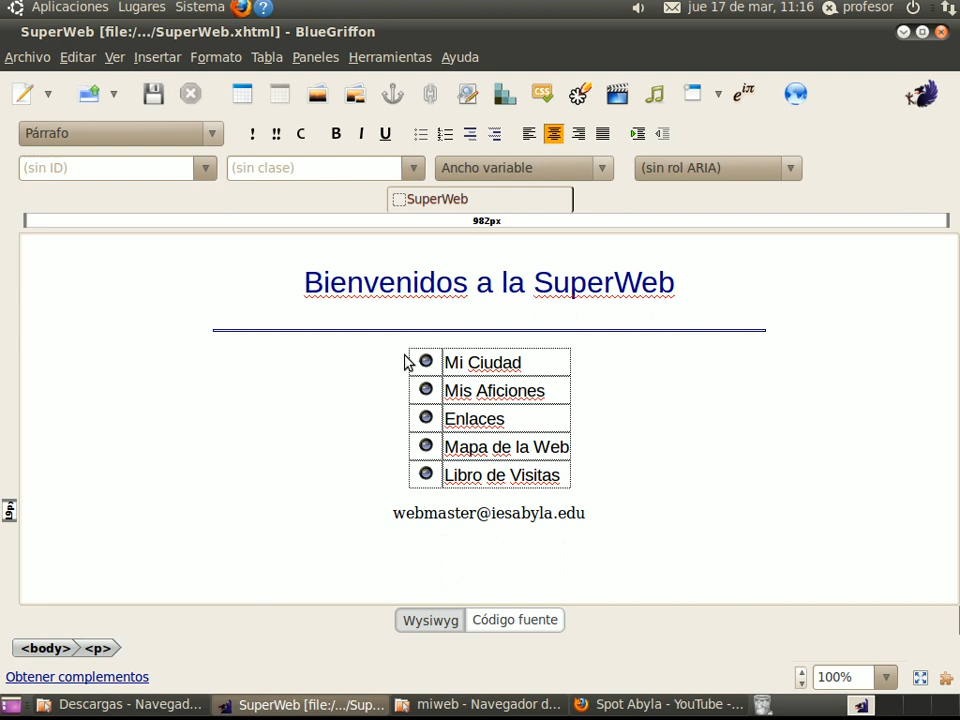 Aplicaciones Lugares Sistema ? jue 17 de mar, 11:16 profesor
SuperWeb [file:/.../SuperWeb.xhtml] - BlueGriffon
Archivo Editar Ver Insertar Formato Tabla Paneles Herramientas Ayuda
CSS e^iπ
Párrafo ! !! C B I U
(sin ID) (sin clase) Ancho variable (sin rol ARIA)
SuperWeb
982px
Bienvenidos a la SuperWeb
Mi Ciudad
Mis Aficiones
Enlaces
Mapa de la Web
Libro de Visitas
webmaster@iesabyla.edu
Wysiwyg Código fuente
<body> <p>
Obtener complementos 100%
Descargas - Navegad... SuperWeb [file:/.../Sup... miweb - Navegador d... Spot Abyla - YouTube -...